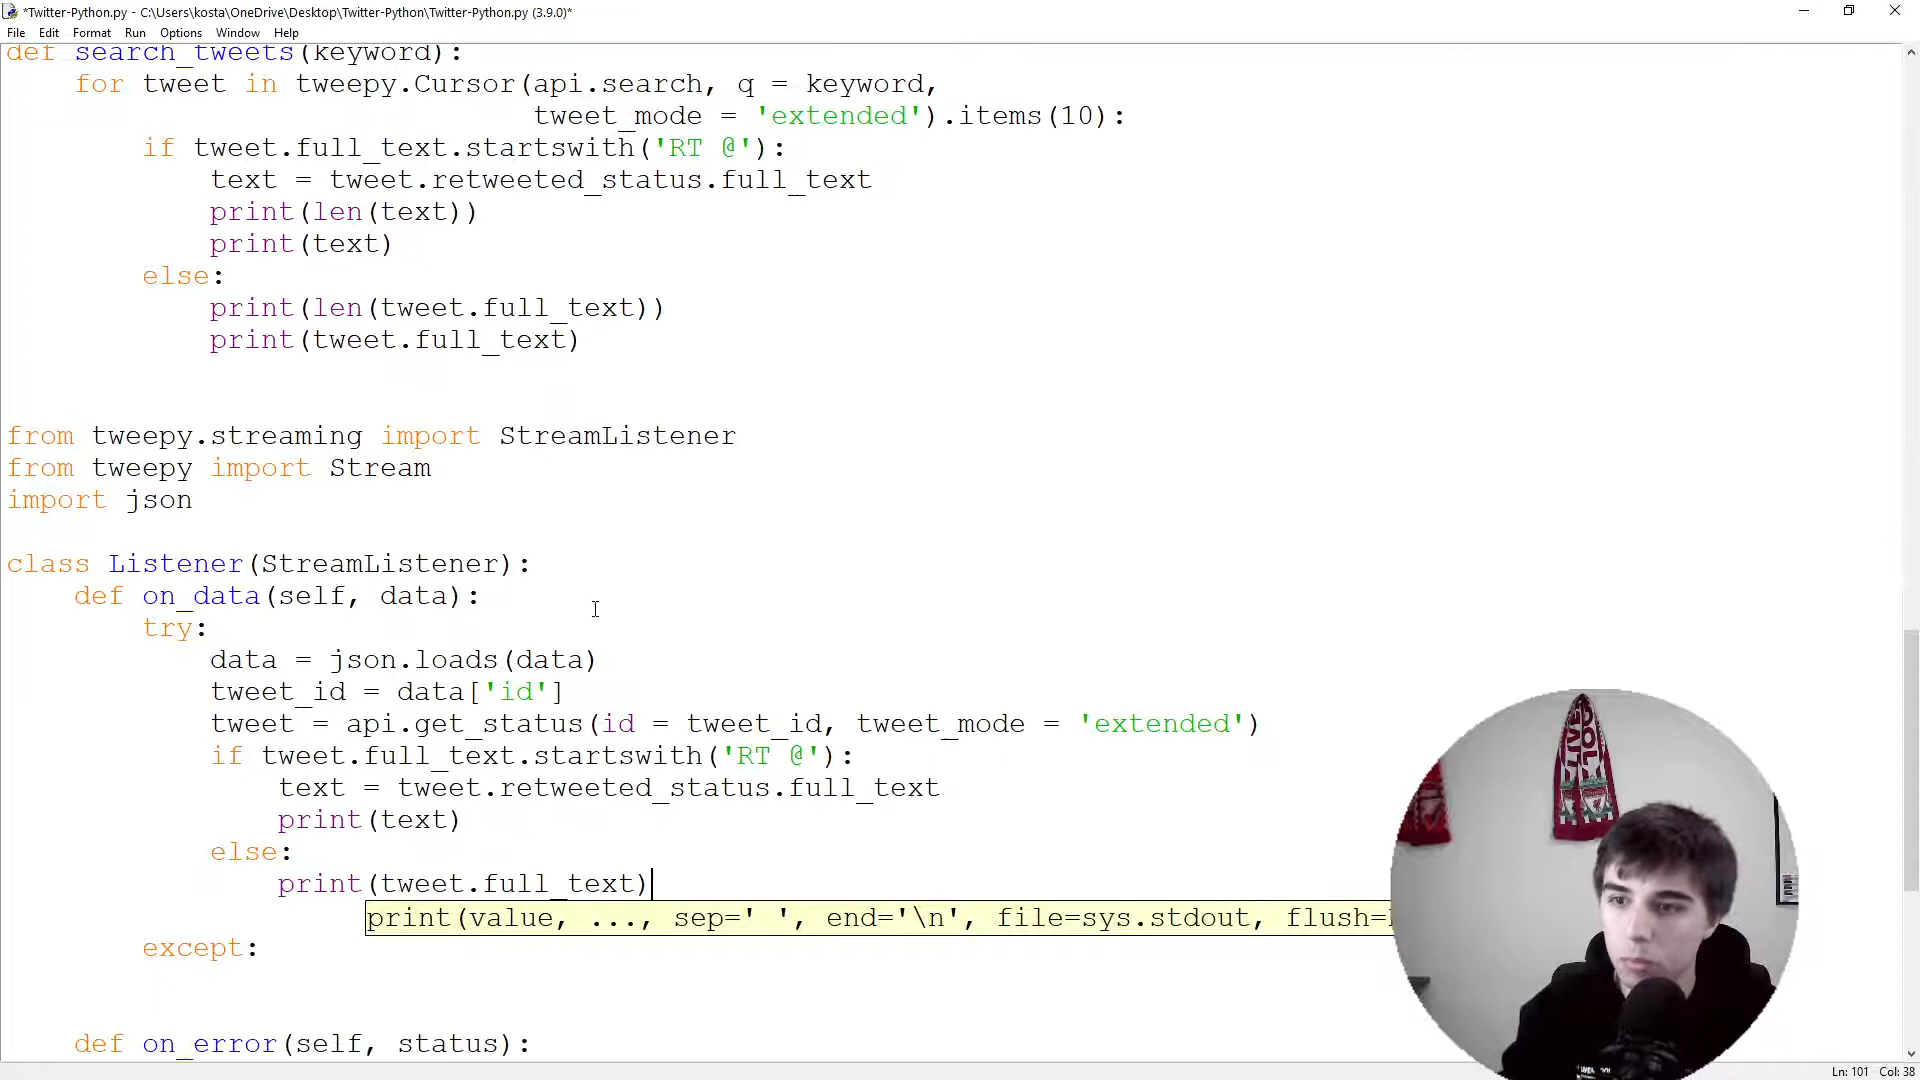 *Twitter-Python.py - C:\Users\kosta\OneDrive\Desktop\Twitter-Python\Twitter-Python.py (3.9.0)*
File Edit Format Run Options Window Help
def search_tweets(keyword):
    for tweet in tweepy.Cursor(api.search, q = keyword,
                               tweet_mode = 'extended').items(10):
        if tweet.full_text.startswith('RT @'):
            text = tweet.retweeted_status.full_text
            print(len(text))
            print(text)
        else:
            print(len(tweet.full_text))
            print(tweet.full_text)
from tweepy.streaming import StreamListener
from tweepy import Stream
import json
class Listener(StreamListener):
    def on_data(self, data):
        try:
            data = json.loads(data)
            tweet_id = data['id']
            tweet = api.get_status(id = tweet_id, tweet_mode = 'extended')
            if tweet.full_text.startswith('RT @'):
                text = tweet.retweeted_status.full_text
                print(text)
            else:
                print(tweet.full_text)
print(value, ..., sep=' ', end='\n', file=sys.stdout, flush=
        except:
    def on_error(self, status):
Ln: 101 Col: 38